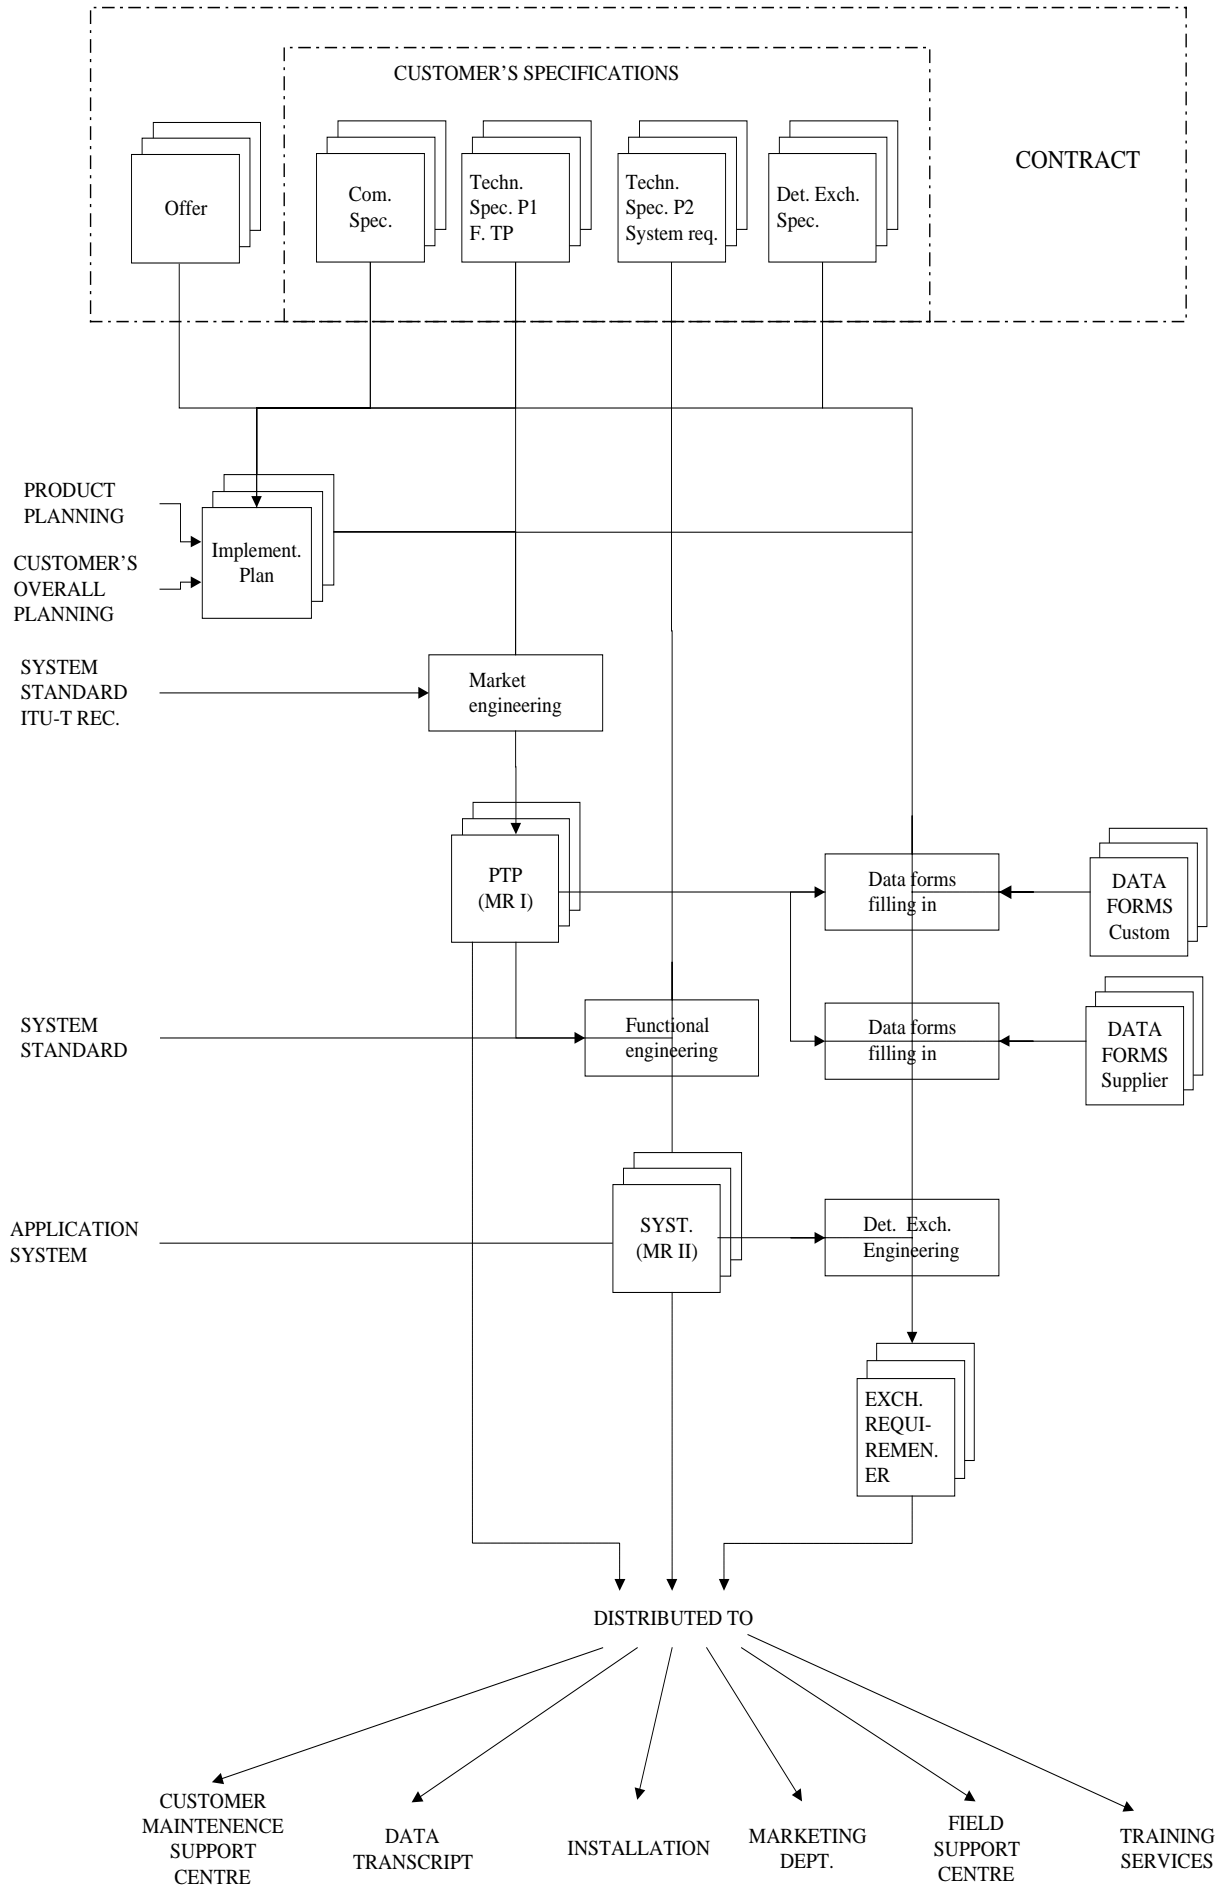 CUSTOMER'S SPECIFICATIONS
CONTRACT
Offer
Com.
Spec.
Techn.
Spec. P1
F. TP
Techn.
Spec. P2
System req.
Det. Exch.
Spec.
PRODUCT
PLANNING
Implement.
Plan
CUSTOMER'S
OVERALL
PLANNING
SYSTEM
STANDARD
ITU-T REC.
Market
engineering
PTP
(MR I)
Data forms
filling in
DATA
FORMS
Custom
SYSTEM
STANDARD
Functional
engineering
Data forms
filling in
DATA
FORMS
Supplier
APPLICATION
SYSTEM
SYST.
(MR II)
Det. Exch.
Engineering
EXCH.
REQUI-
REMEN.
ER
DISTRIBUTED TO
CUSTOMER
MAINTENENCE
SUPPORT
CENTRE
DATA
TRANSCRIPT
INSTALLATION
MARKETING
DEPT.
FIELD
SUPPORT
CENTRE
TRAINING
SERVICES